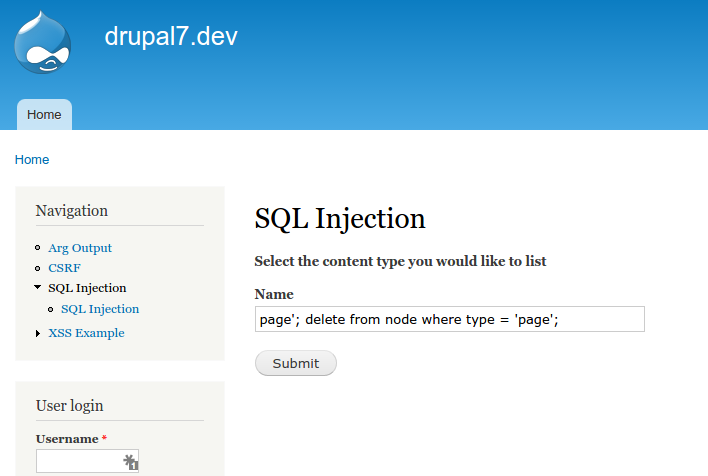 drupal7.dev
Home
Home
Navigation
Arg Output
CSRF
SQL Injection
SQL Injection
XSS Example
User login
Username *
1
SQL Injection
Select the content type you would like to list
Name
page'; delete from node where type = 'page';
Submit